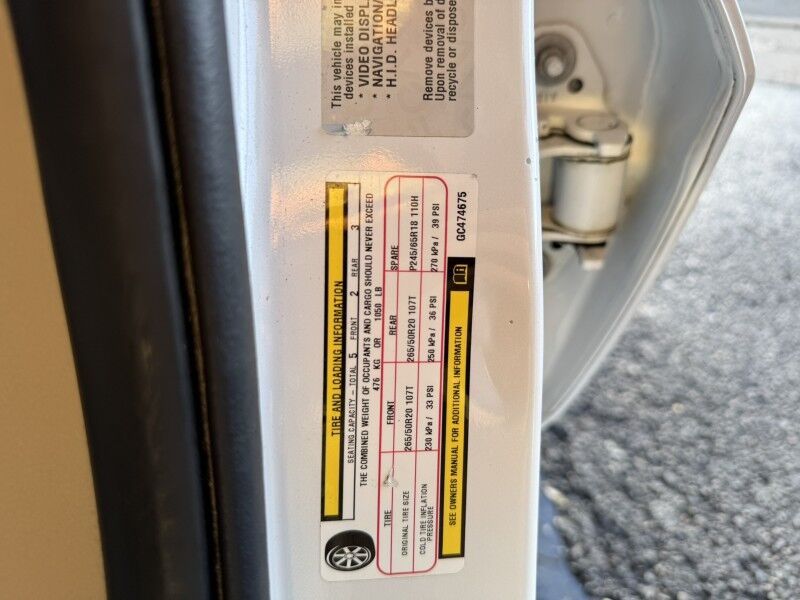 This vehicle may in
devices installed
* VIDEO DISP
* NAVIGATIONA
* H.I.D. HEADL
Remove devices b
Upon removal of d
recycle or dispose
TIRE AND LOADING INFORMATION
SEATING CAPACITY – TOTAL 5 FRONT 2 REAR 3
THE COMBINED WEIGHT OF OCCUPANTS AND CARGO SHOULD NEVER EXCEED
476 KG OR 1050 LB
TIRE FRONT REAR SPARE
ORIGINAL TIRE SIZE 265/50R20 107T 265/50R20 107T P245/65R18 110H
COLD TIRE INFLATION
PRESSURE 230 kPa / 33 PSI 250 kPa / 36 PSI 270 kPa / 39 PSI
SEE OWNERS MANUAL FOR ADDITIONAL INFORMATION
GC474675